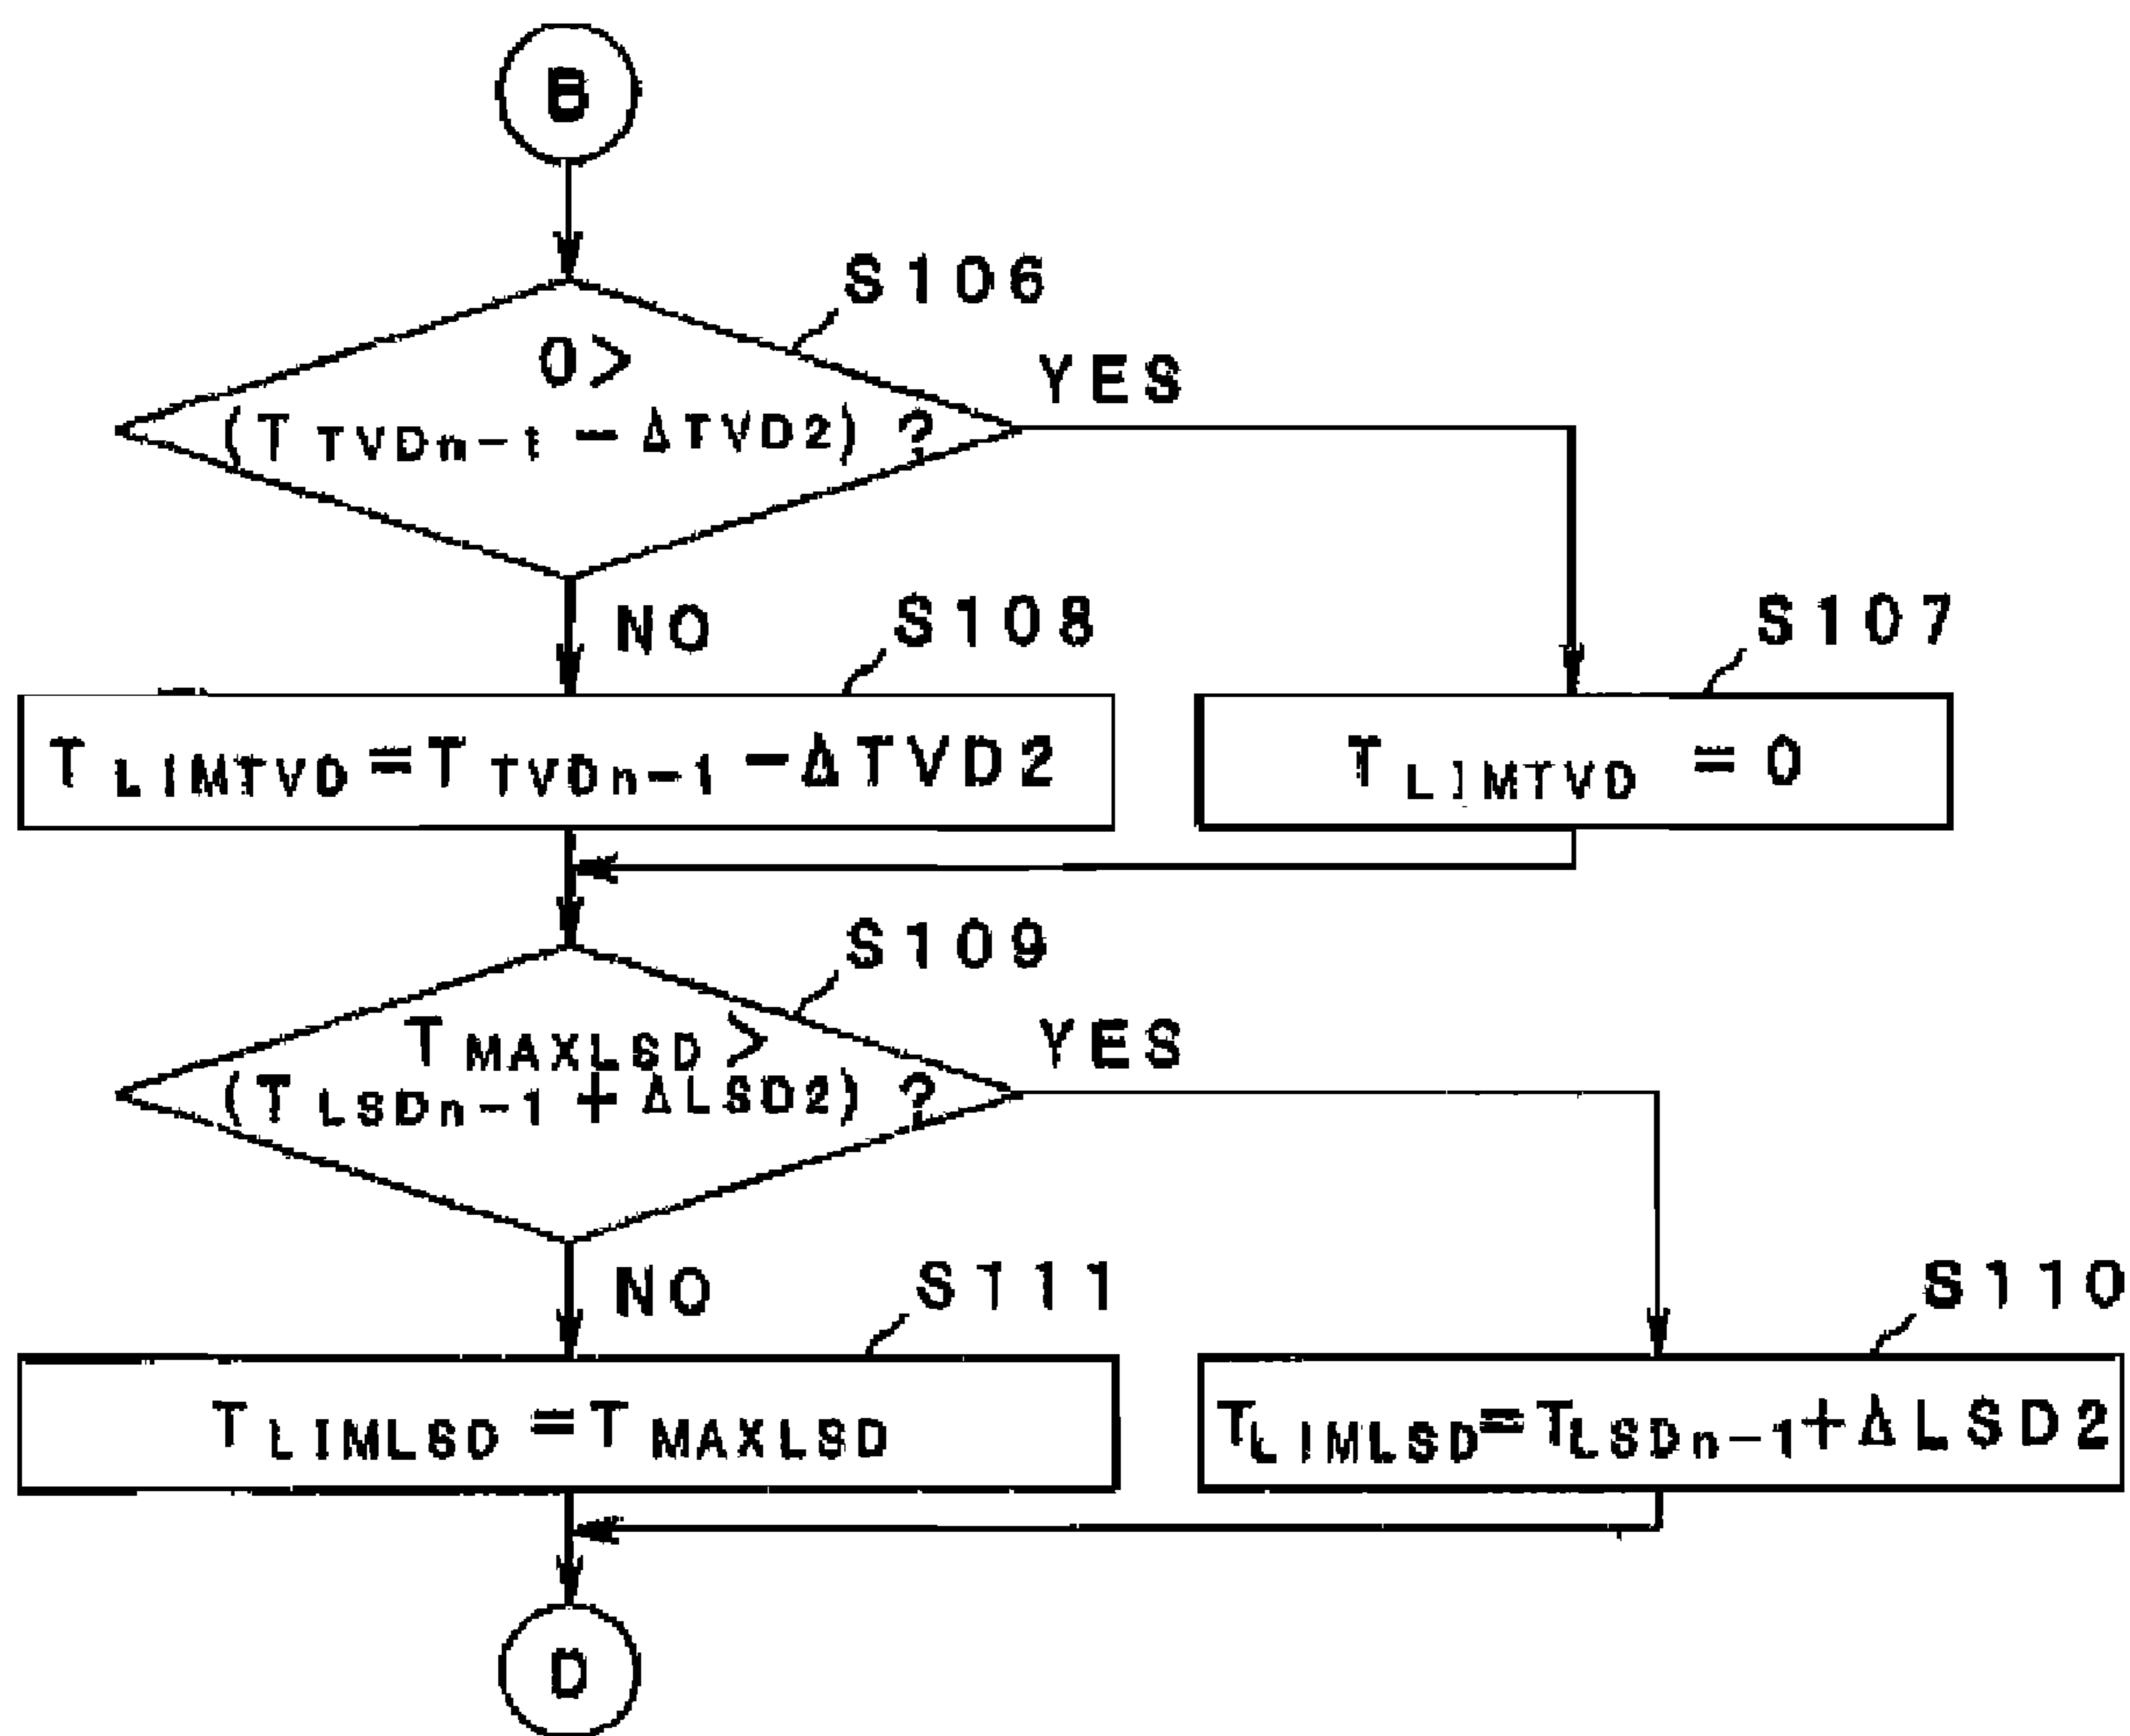 B
S106
0>
(T TVDn-t - ΔTVD2) ?
YES
NO
S108
S107
T LIMTVD = T TVDn-1 - ΔTVD2
T LIMTVD = 0
S109
T MAXLSD >
(T LSDn-1 + ΔLSD2) ?
YES
NO
S111
S110
T LIMLSD = T MAXLSD
T LIMLSD = T LSDn-1 + ΔLSD2
D